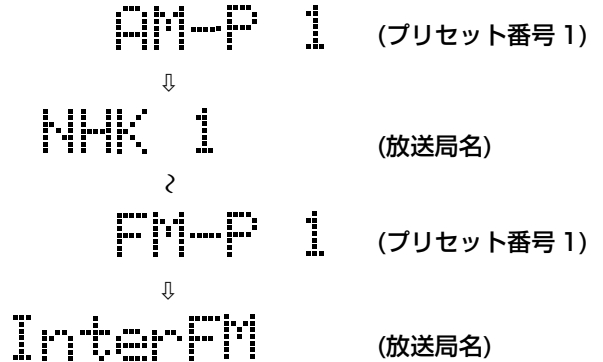 AM-P 1 (プリセット番号 1)
⇩
NHK 1 (放送局名)
≀
FM-P 1 (プリセット番号 1)
⇩
InterFM (放送局名)